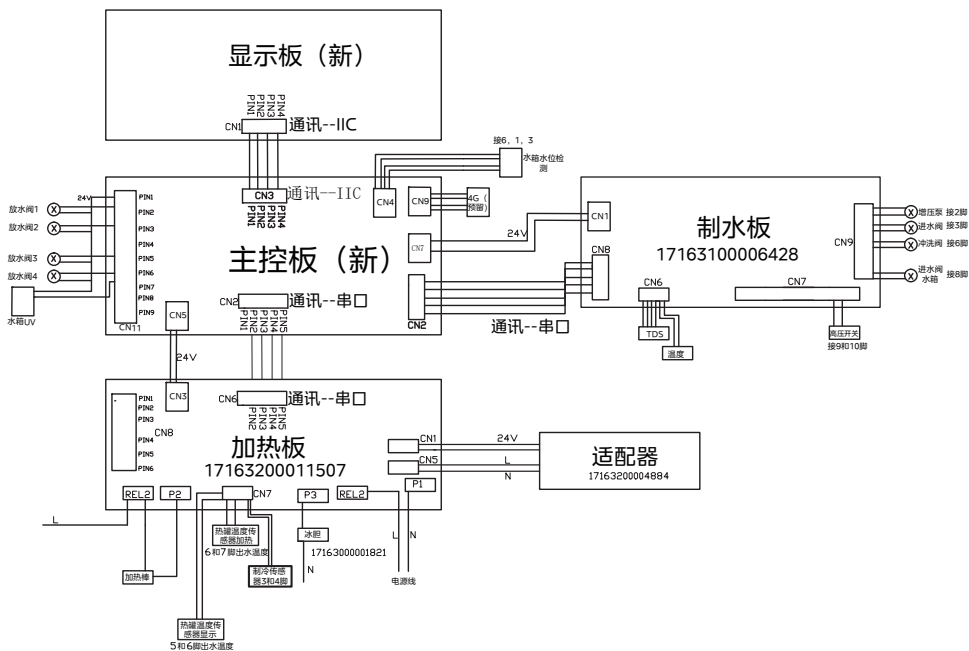 显示板（新）
PIN1
PIN2
PIN3
PIN4
CN1
通讯--IIC
接6，1，3
水箱水位检
测
CN3
通讯--IIC
PIN1
PIN2
PIN3
PIN4
CN4
CN9
4G（
预留）
24V
放水阀1
放水阀2
放水阀3
放水阀4
水箱UV
PIN1
PIN2
PIN3
PIN4
PIN5
PIN6
PIN7
PIN8
PIN9
CN11
主控板（新）
CN7
24V
CN5
CN2
通讯--串口
PIN1
PIN2
PIN3
PIN4
PIN5
CN2
通讯--串口
CN1
CN8
制水板
17163100006428
CN9
增压泵 接2脚
进水阀 接3脚
冲洗阀 接6脚
进水阀
水箱
接8脚
CN6
TDS
温度
CN7
高压开关
接9和10脚
24V
CN3
CN6
通讯--串口
PIN2
PIN3
PIN4
PIN5
PIN1
PIN2
PIN3
PIN4
PIN5
PIN6
CN8
加热板
17163200011507
CN1
24V
CN5
L
N
适配器
17163200004884
P1
REL2
P2
CN7
P3
REL2
L
热罐温度传
感器加热
6和7脚出水温度
冰胆
17163000001821
N
L
N
电源线
加热棒
制冷传感
器3和4脚
热罐温度传
感器显示
5和6脚出水温度